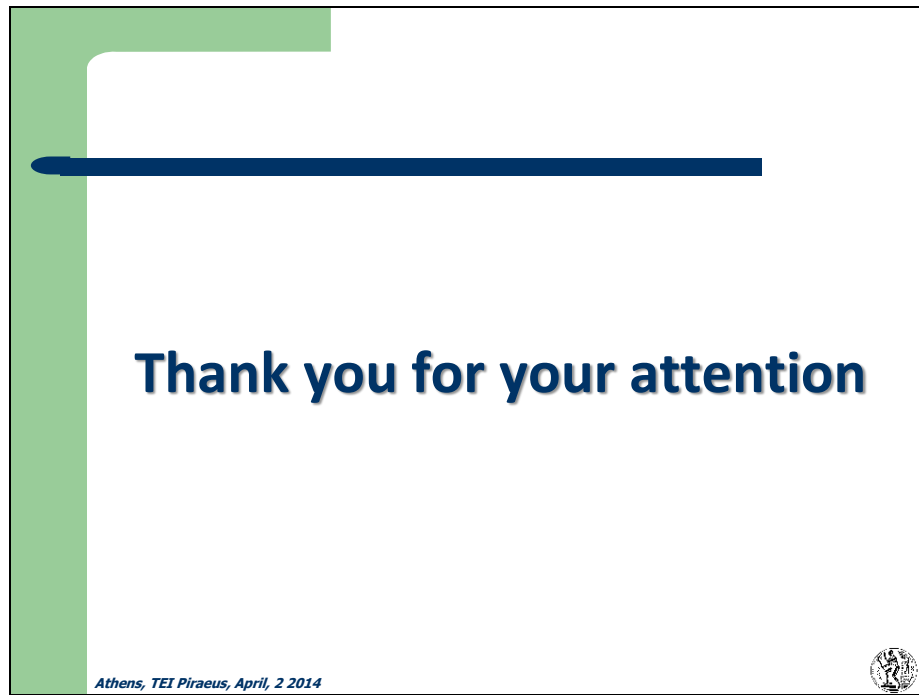 Thank you for your attention
Athens, TEI Piraeus, April, 2 2014